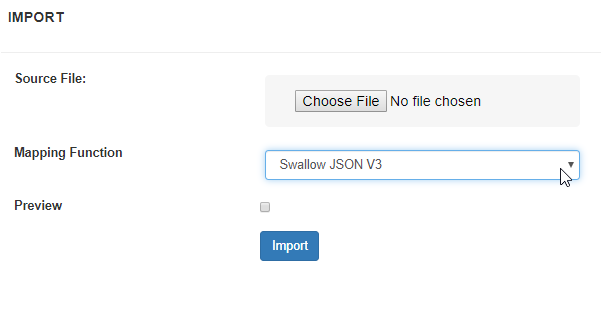 IMPORT
Source File:
Choose File No file chosen
Mapping Function
Swallow JSON V3
Preview
Import